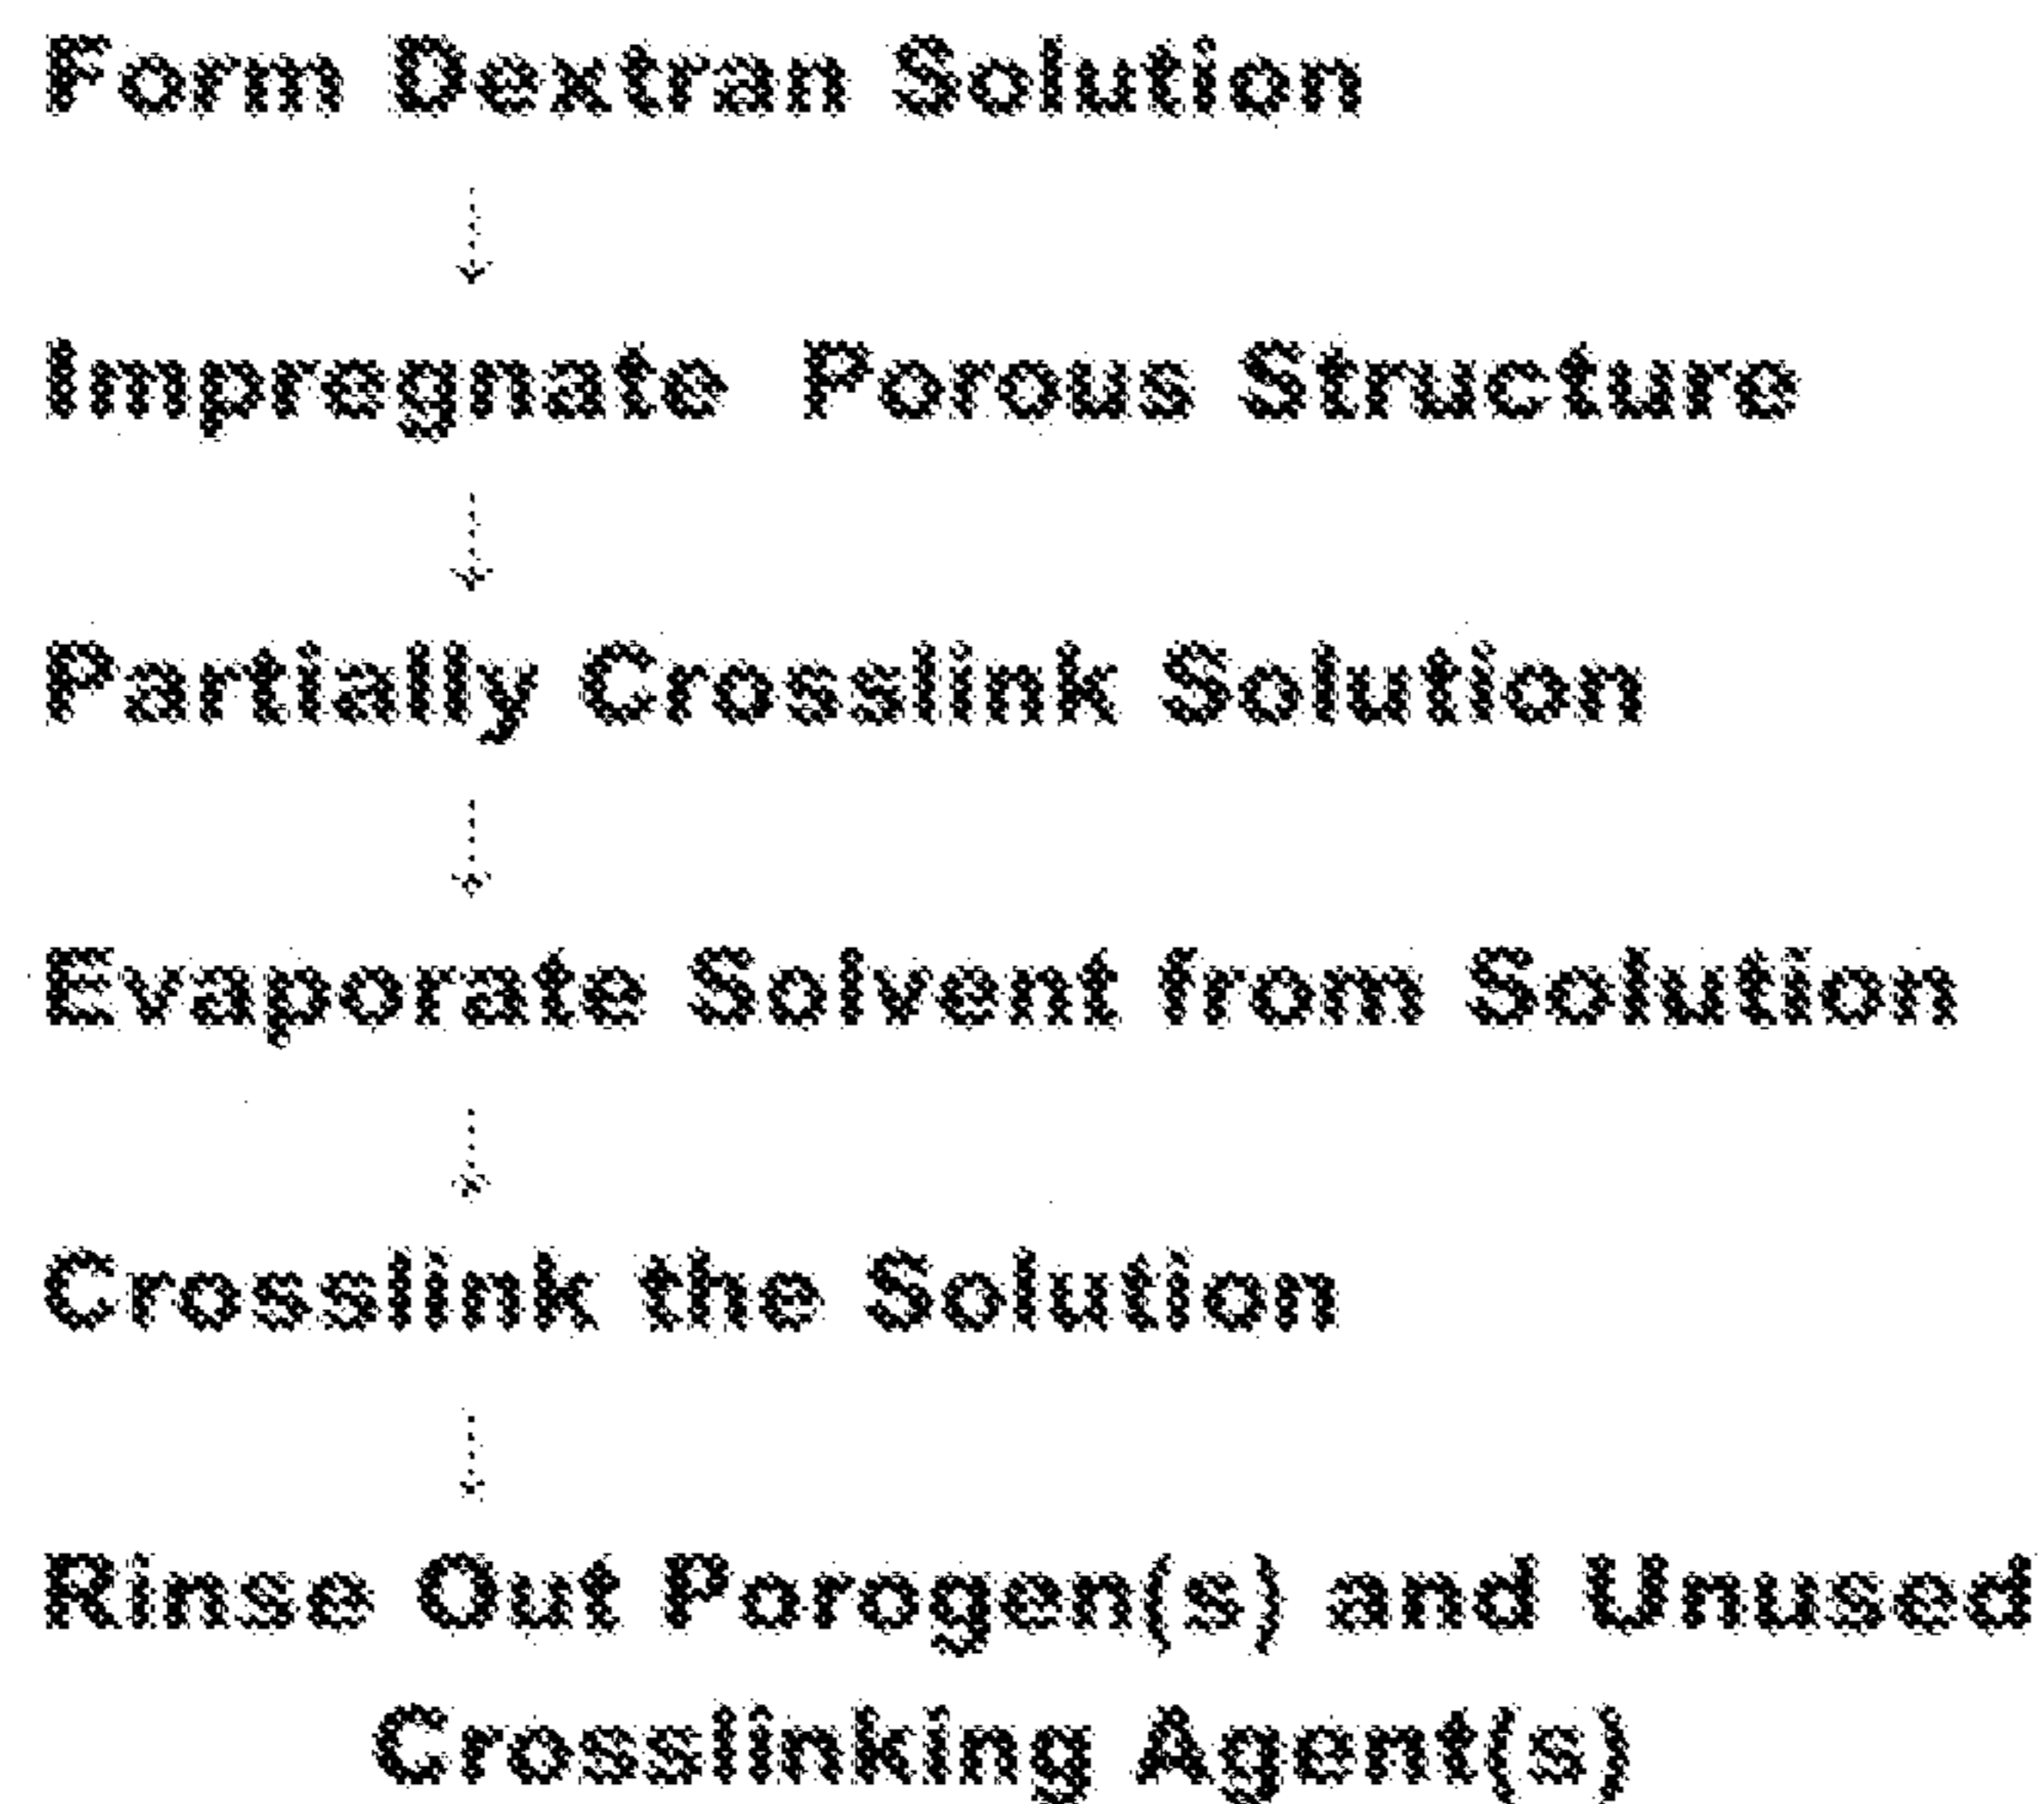 Form Dextran Solution
Impregnate Porous Structure
Partially Crosslink Solution
Evaporate Solvent from Solution
Crosslink the Solution
Rinse Out Porogen(s) and Unused
Crosslinking Agent(s)